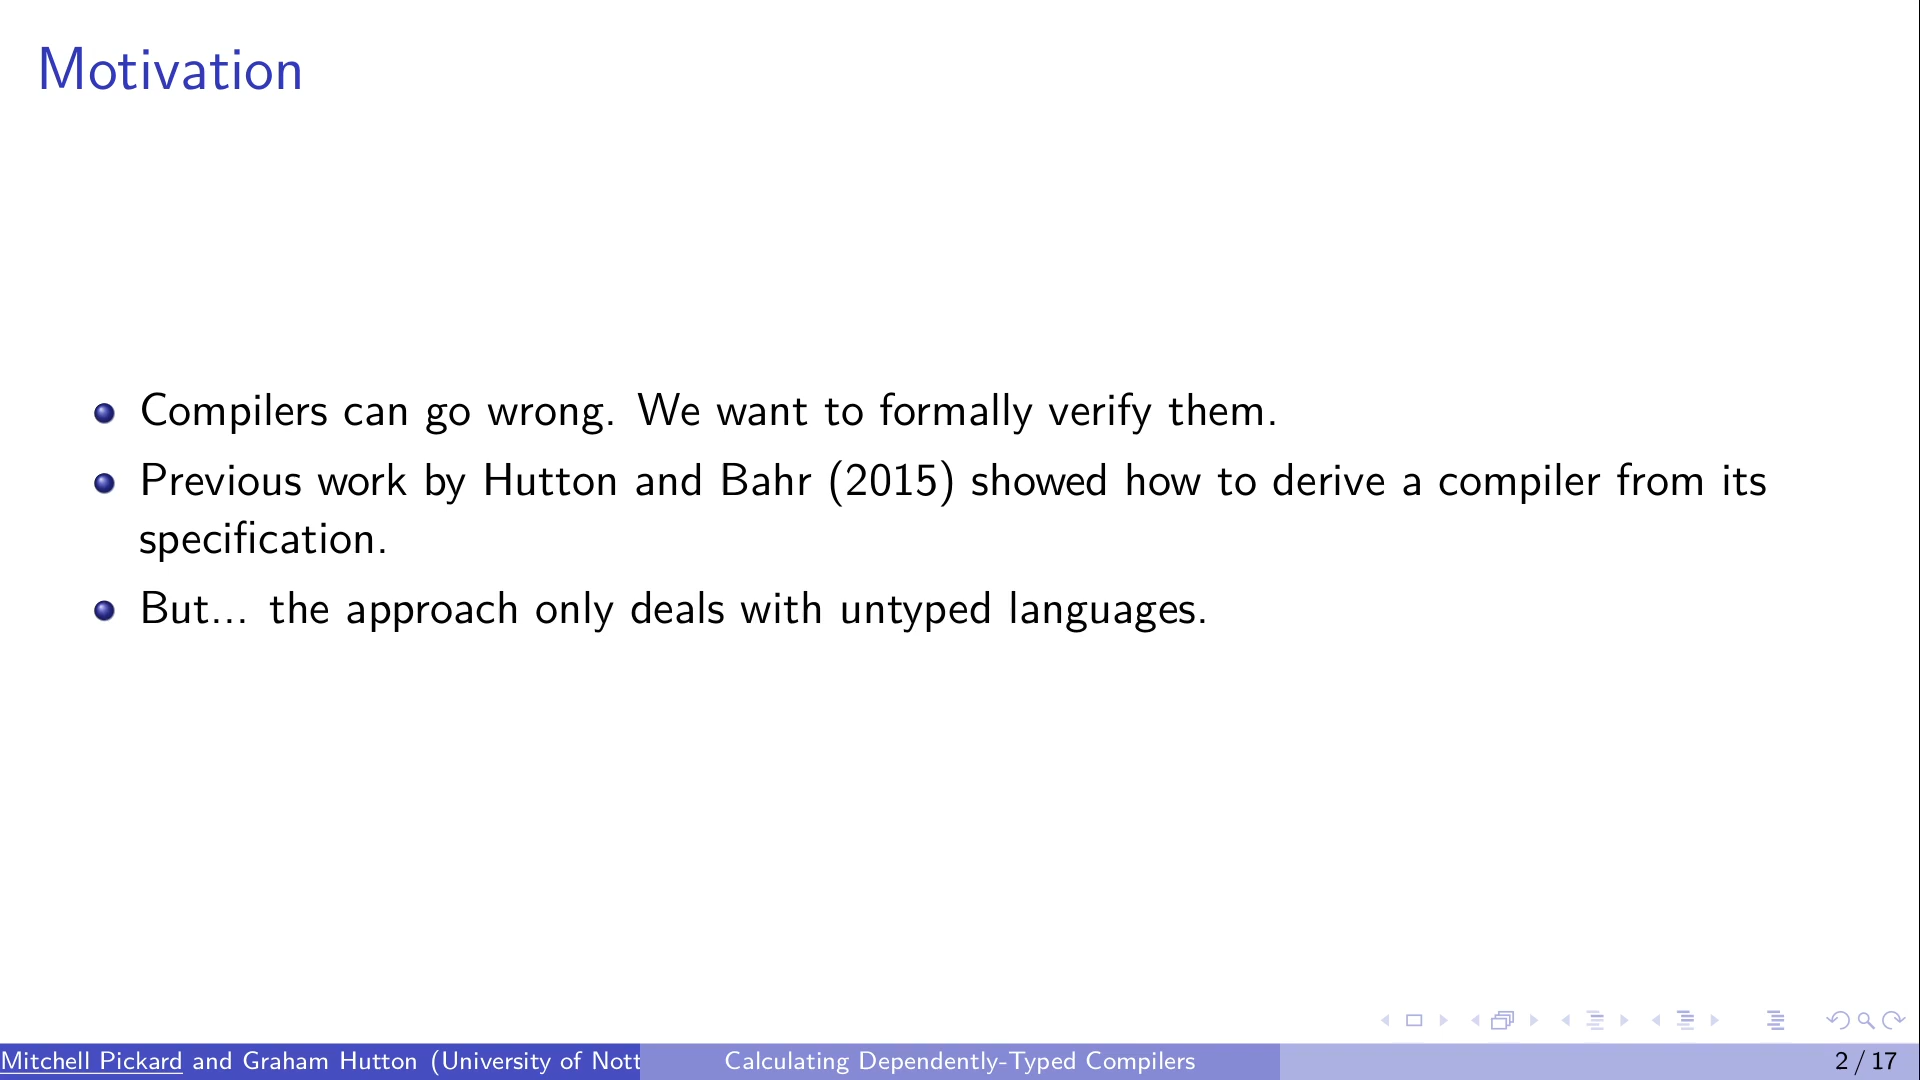 Motivation
Compilers can go wrong. We want to formally verify them.
Previous work by Hutton and Bahr (2015) showed how to derive a compiler from its
specification.
But... the approach only deals with untyped languages.
Mitchell Pickard and Graham Hutton (University of Nott
Calculating Dependently-Typed Compilers
2 / 17